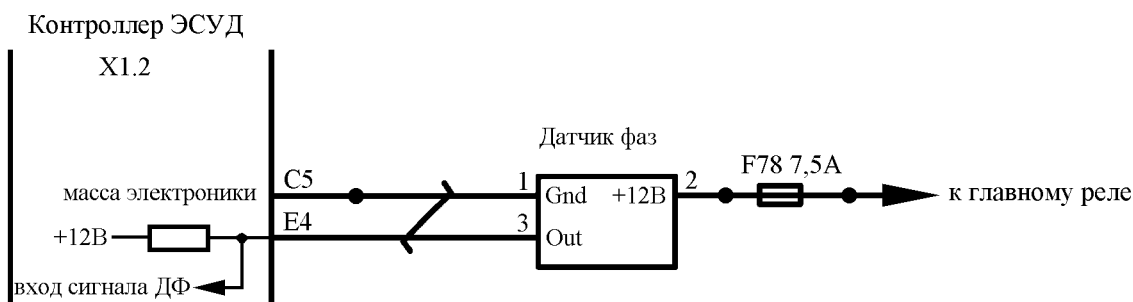 Контроллер ЭСУД
X1.2
Датчик фаз
F78 7,5А
масса электроники
C5
1
Gnd
+12В
2
к главному реле
+12В
E4
3
Out
вход сигнала ДФ